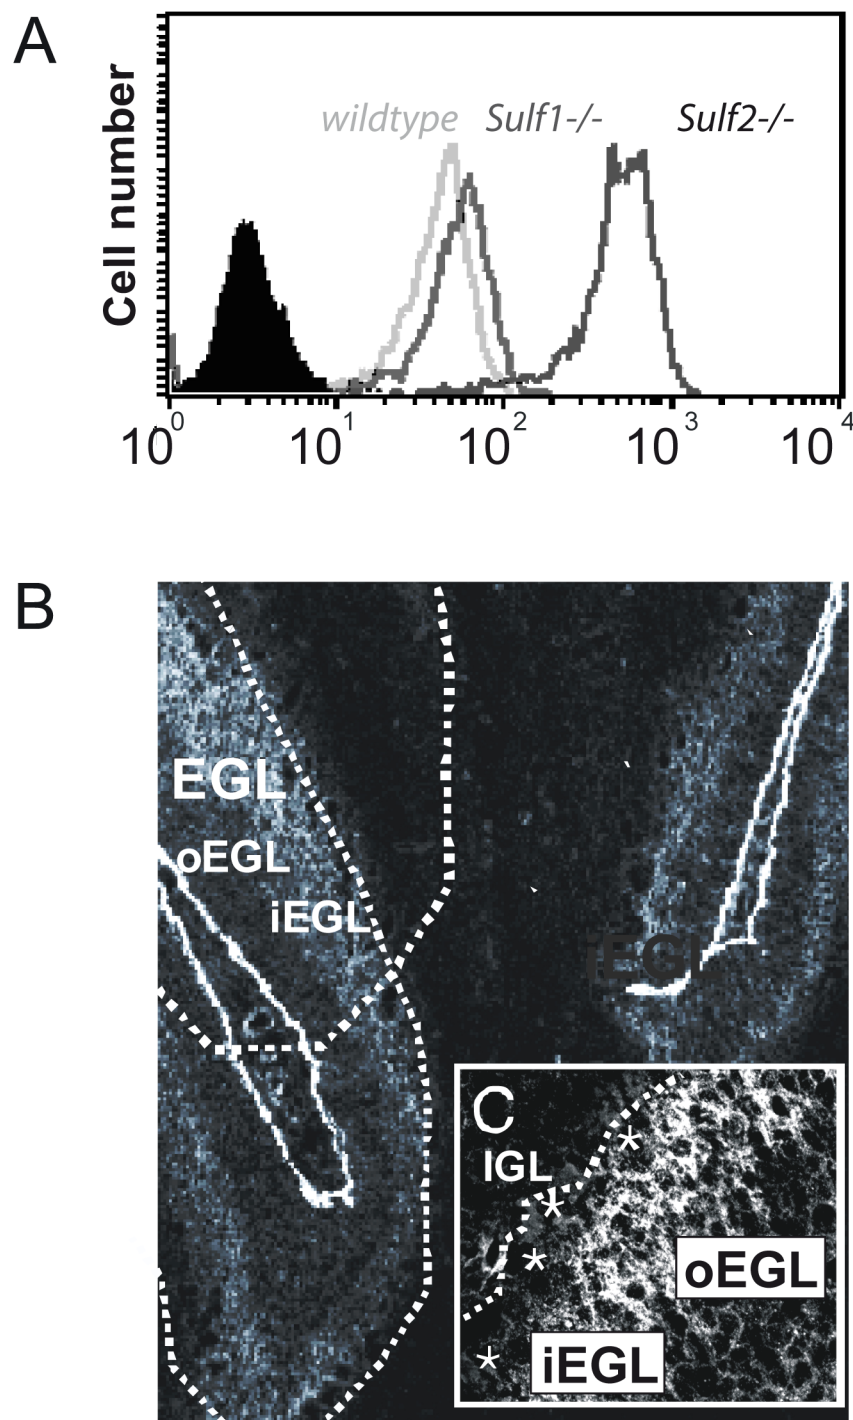 A
Cell number
wildtype Sulf1-/- Sulf2-/-
10^0 10^1 10^2 10^3 10^4
B
EGL
oEGL
iEGL
iEGL
C
IGL
oEGL
iEGL